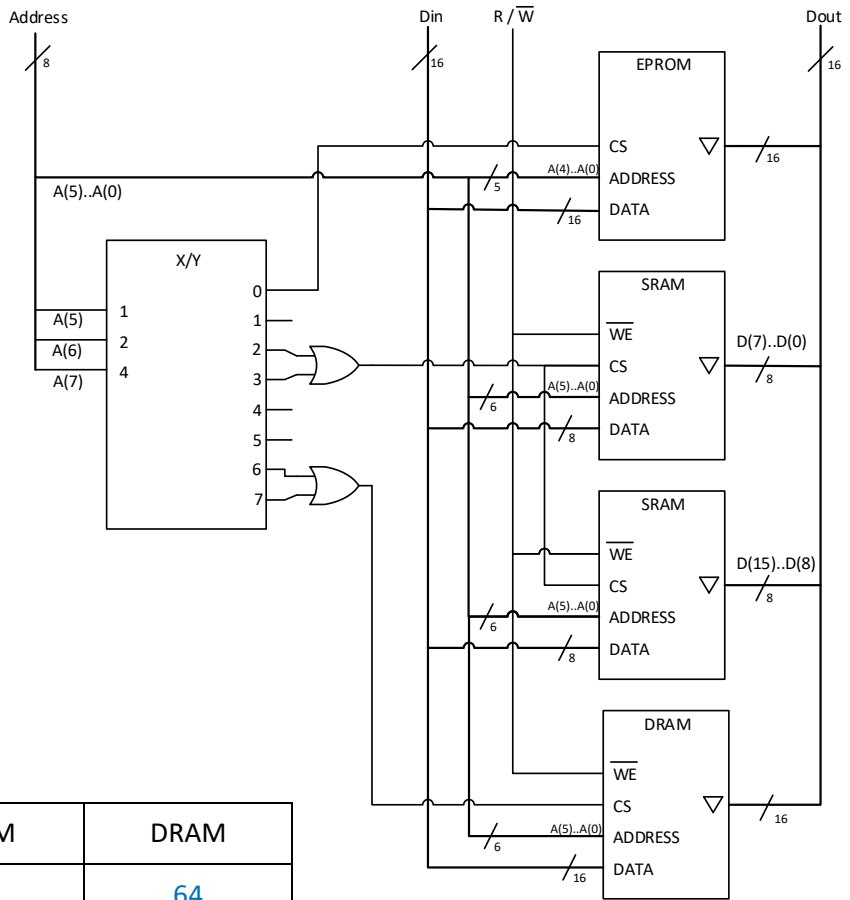 Address
Din
R / W̅
Dout
8
16
16
EPROM
CS
A(4)..A(0)
ADDRESS
DATA
5
16
16
A(5)..A(0)
X/Y
A(5)
A(6)
A(7)
1
2
4
0
1
2
3
4
5
6
7
SRAM
W̅E̅
CS
A(5)..A(0)
ADDRESS
DATA
6
8
D(7)..D(0)
8
SRAM
W̅E̅
CS
A(5)..A(0)
ADDRESS
DATA
6
8
D(15)..D(8)
8
DRAM
W̅E̅
CS
A(5)..A(0)
ADDRESS
DATA
6
16
16
M
DRAM
64